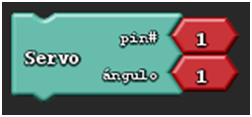 pin# 1
Servo
ángulo 1